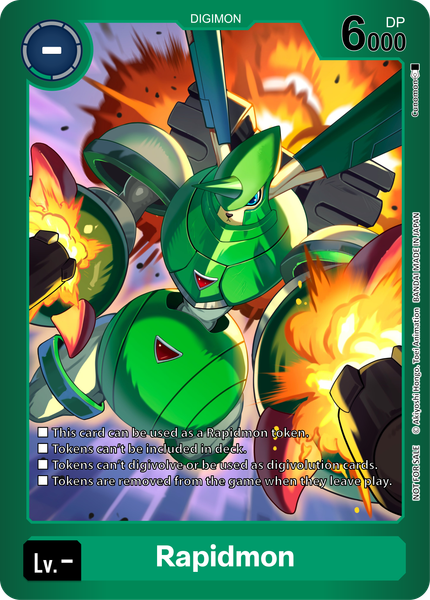 DIGIMON
-
DP
6000
Cunomon
NOT FOR SALE © Akiyoshi Hongo, Toei Animation BANDAI MADE IN JAPAN
□ This card can be used as a Rapidmon token.
□ Tokens can't be included in deck.
□ Tokens can't digivolve or be used as digivolution cards.
□ Tokens are removed from the game when they leave play.
Lv.-
Rapidmon